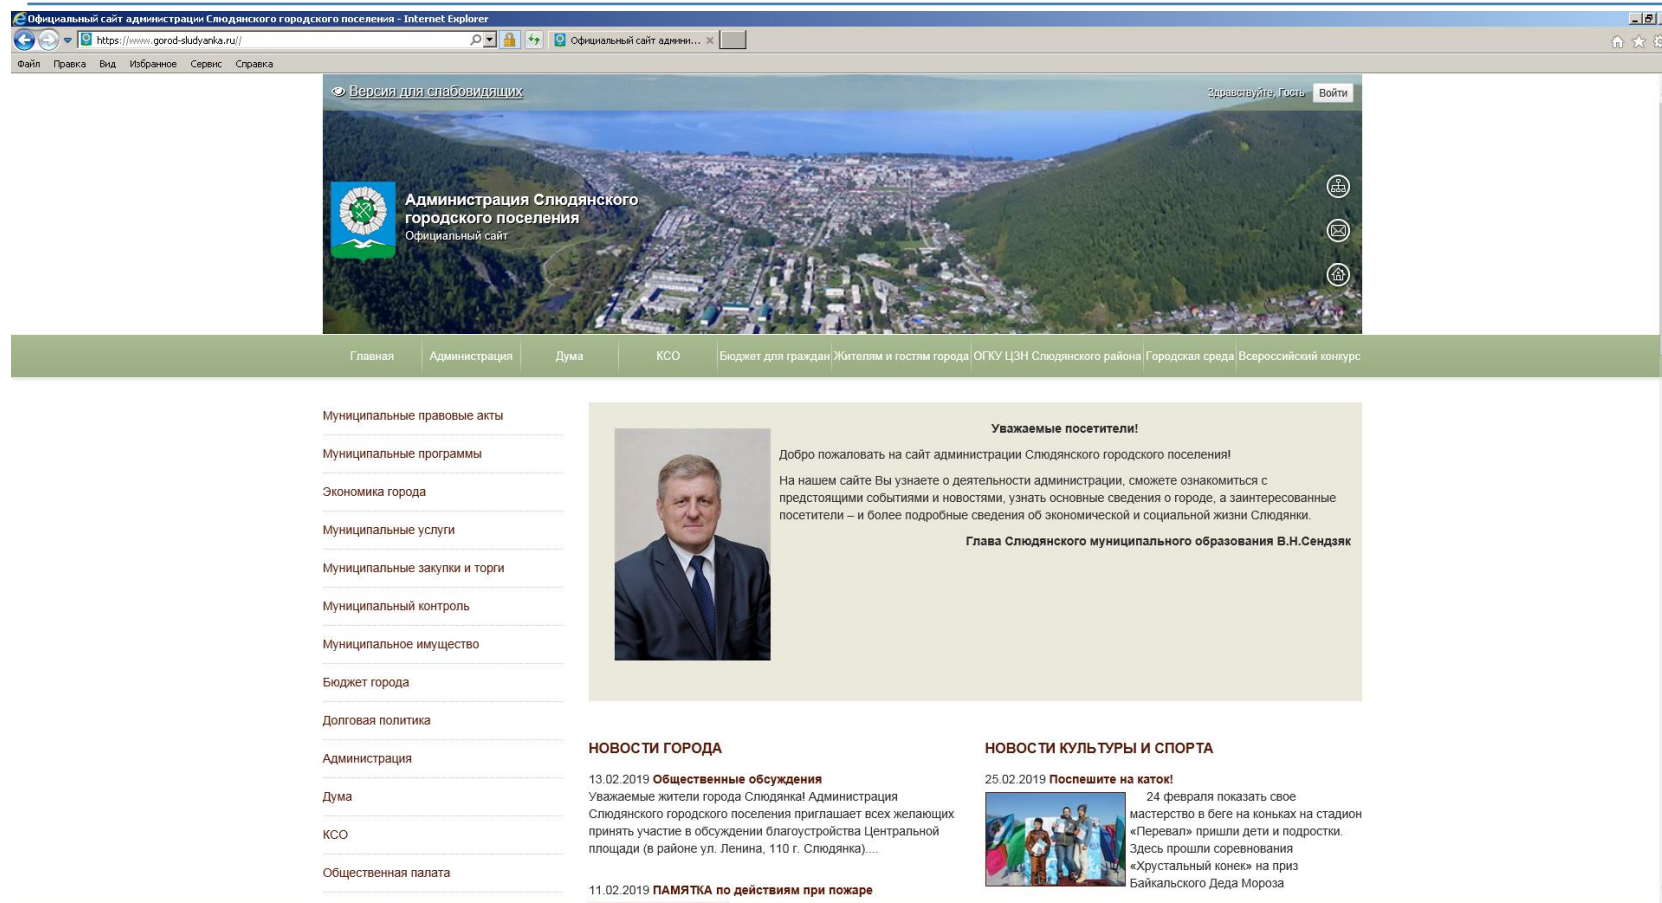 Официальный сайт администрации Слюдянского городского поселения - Internet Explorer
https://www.gorod-sludyanka.ru//
Официальный сайт админи...
Файл Правка Вид Избранное Сервис Справка
Версия для слабовидящих
Здравствуйте, Гость Войти
Администрация Слюдянского
городского поселения
Официальный сайт
Главная Администрация Дума КСО Бюджет для граждан Жителям и гостям города ОГКУ ЦЗН Слюдянского района Городская среда Всероссийский конкурс
Муниципальные правовые акты
Муниципальные программы
Экономика города
Муниципальные услуги
Муниципальные закупки и торги
Муниципальный контроль
Муниципальное имущество
Бюджет города
Долговая политика
Администрация
Дума
КСО
Общественная палата
Уважаемые посетители!
Добро пожаловать на сайт администрации Слюдянского городского поселения!
На нашем сайте Вы узнаете о деятельности администрации, сможете ознакомиться с
предстоящими событиями и новостями, узнать основные сведения о городе, а заинтересованные
посетители – и более подробные сведения об экономической и социальной жизни Слюдянки.
Глава Слюдянского муниципального образования В.Н.Сендзяк
НОВОСТИ ГОРОДА
13.02.2019 Общественные обсуждения
Уважаемые жители города Слюдянка! Администрация
Слюдянского городского поселения приглашает всех желающих
принять участие в обсуждении благоустройства Центральной
площади (в районе ул. Ленина, 110 г. Слюдянка)....
11.02.2019 ПАМЯТКА по действиям при пожаре
НОВОСТИ КУЛЬТУРЫ И СПОРТА
25.02.2019 Поспешите на каток!
24 февраля показать свое
мастерство в беге на коньках на стадион
«Перевал» пришли дети и подростки.
Здесь прошли соревнования
«Хрустальный конек» на приз
Байкальского Деда Мороза